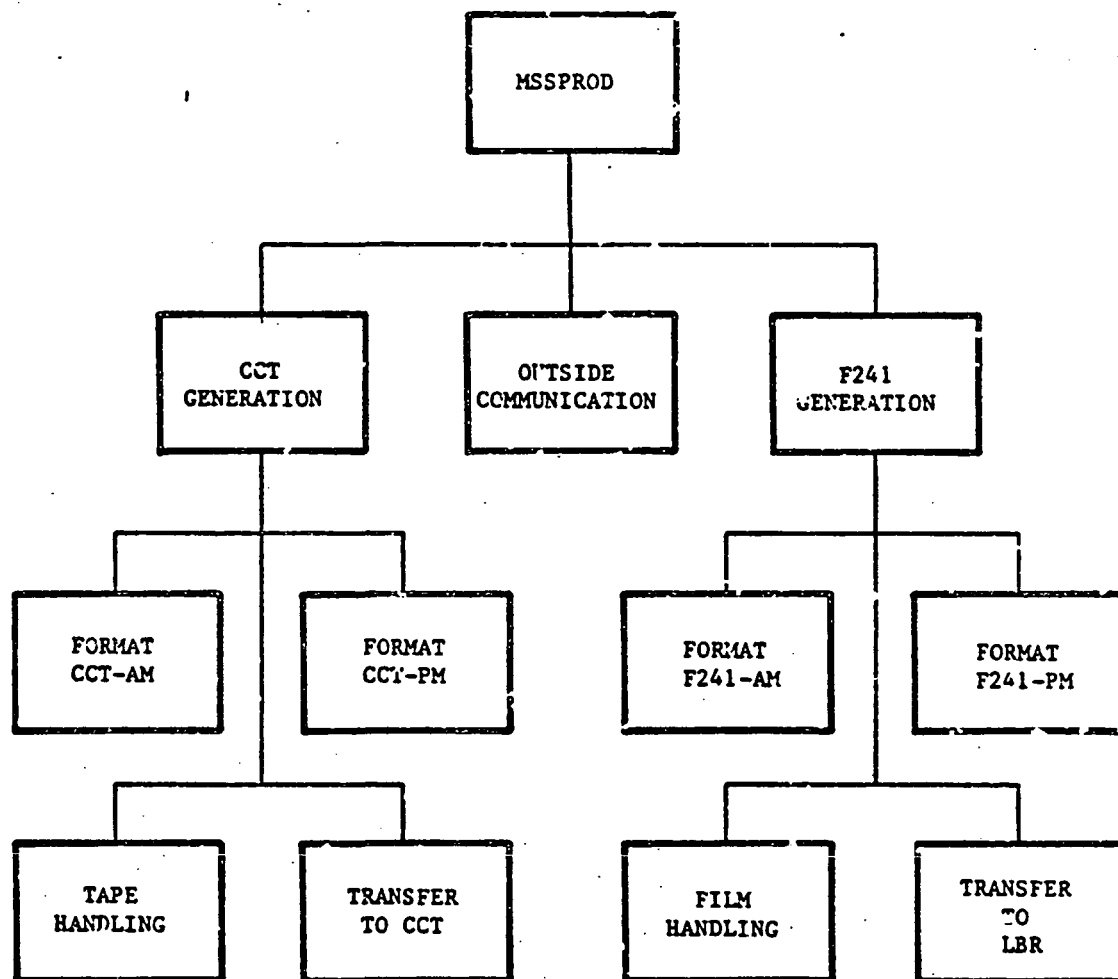 MSSPROD
CCT
GENERATION
OUTSIDE
COMMUNICATION
F241
GENERATION
FORMAT
CCT-AM
FORMAT
CCT-PM
FORMAT
F241-AM
FORMAT
F241-PM
TAPE
HANDLING
TRANSFER
TO CCT
FILM
HANDLING
TRANSFER
TO
LBR